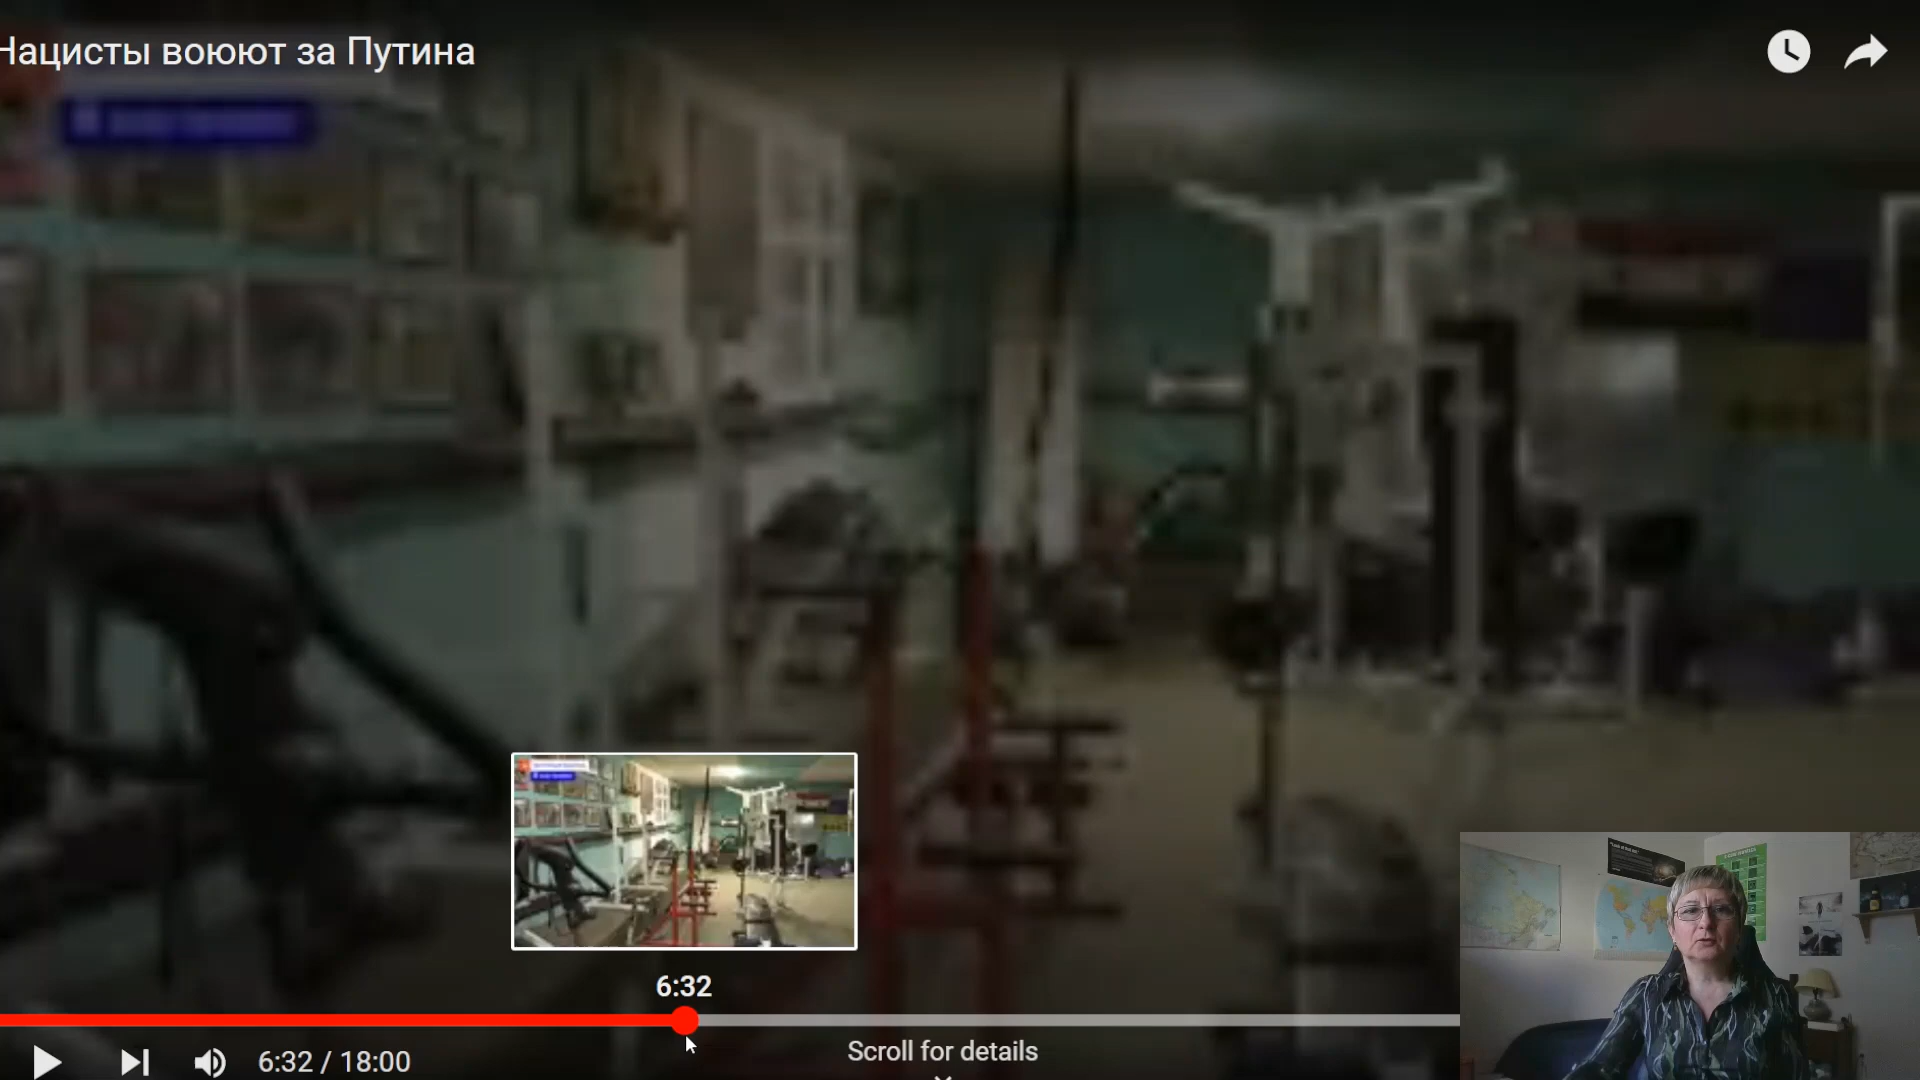 Нацисты воюют за Путина
6:32
6:32 / 18:00
Scroll for details